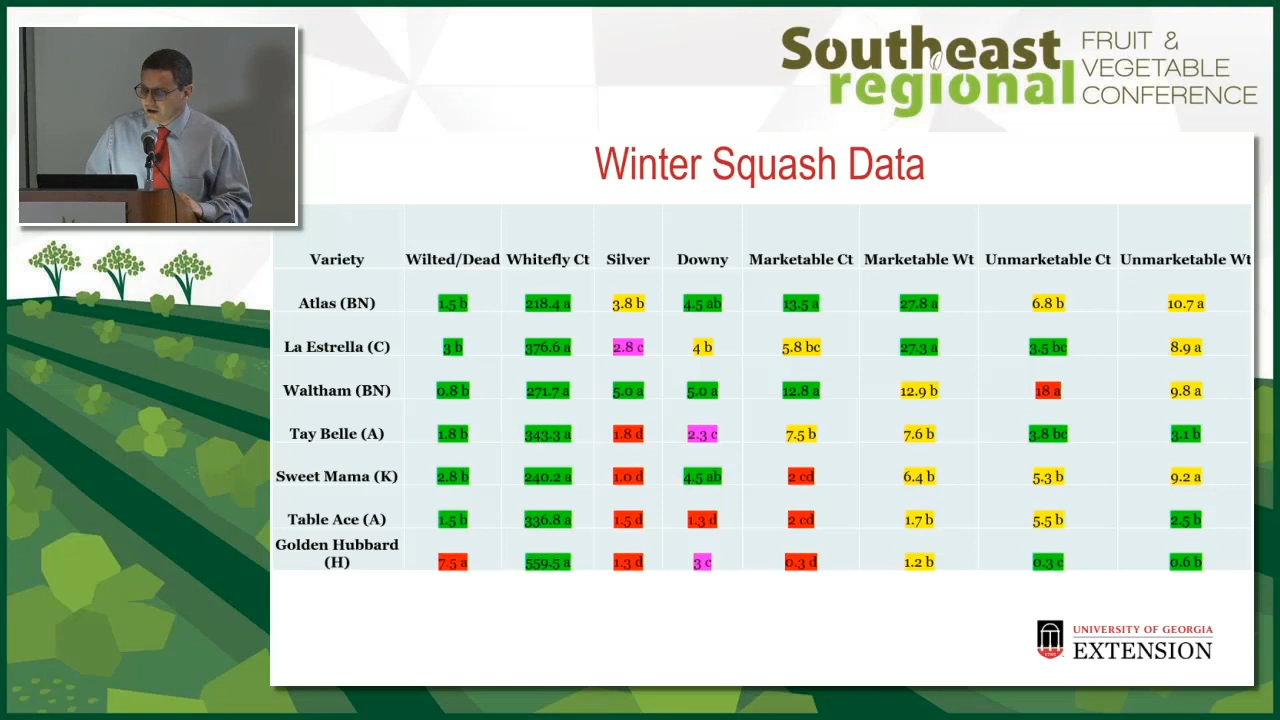 Southeast
regional
FRUIT &
VEGETABLE
CONFERENCE
Winter Squash Data
Variety Wilted/Dead Whitefly Ct Silver Downy Marketable Ct Marketable Wt Unmarketable Ct Unmarketable Wt
Atlas (BN) 1.5 b 218.4 a 3.8 b 4.5 ab 13.5 a 27.8 a 6.8 b 10.7 a
La Estrella (C) 3 b 376.6 a 2.8 c 4 b 5.8 bc 27.3 a 3.5 bc 8.9 a
Waltham (BN) 0.8 b 271.7 a 5.0 a 5.0 a 12.8 a 12.9 b 18 a 9.8 a
Tay Belle (A) 1.8 b 343.3 a 1.8 d 2.3 c 7.5 b 7.6 b 3.8 bc 3.1 b
Sweet Mama (K) 2.8 b 240.2 a 1.0 d 4.5 ab 2 cd 6.4 b 5.3 b 9.2 a
Table Ace (A) 1.5 b 336.8 a 1.5 d 1.3 d 2 cd 1.7 b 5.5 b 2.5 b
Golden Hubbard
(H) 7.5 a 559.5 a 1.3 d 3 c 0.3 d 1.2 b 0.3 c 0.6 b
UNIVERSITY OF GEORGIA
EXTENSION